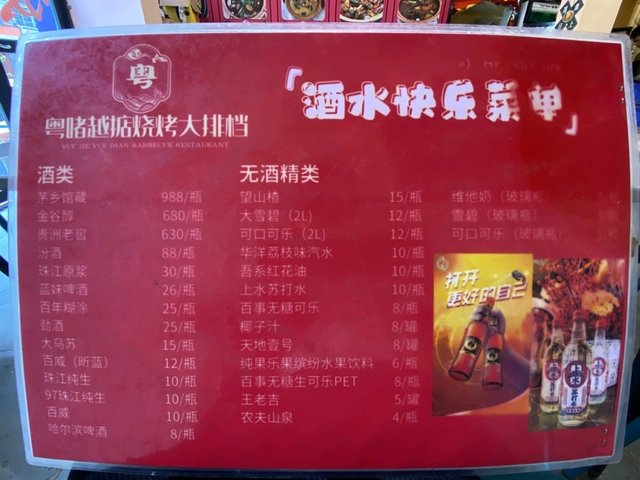 粤
粤啫越掂烧烤大排档
YUE JIE YUE DIAN BARBECUE RESTAURANT
「酒水快乐菜单」
酒类
茅乡馆藏 988/瓶
金谷醇 680/瓶
贵洲老窖 630/瓶
汾酒 88/瓶
珠江原浆 30/瓶
蓝妹啤酒 26/瓶
百年糊涂 25/瓶
劲酒 25/瓶
大乌苏 15/瓶
百威（昕蓝） 12/瓶
珠江纯生 10/瓶
97珠江纯生 10/瓶
百威 10/瓶
哈尔滨啤酒 8/瓶
无酒精类
望山楂 15/瓶
大雪碧（2L） 12/瓶
可口可乐（2L） 12/瓶
华洋荔枝味汽水 10/瓶
吾系红花油 10/瓶
上水苏打水 10/瓶
百事无糖可乐 8/瓶
椰子汁 8/罐
天地壹号 8/罐
纯果乐果缤纷水果饮料 6/瓶
百事无糖生可乐PET 8/瓶
王老吉 5/罐
农夫山泉 4/瓶
维他奶（玻璃瓶）
雪碧（玻璃瓶）
可口可乐（玻璃瓶）
打开
更好的自己